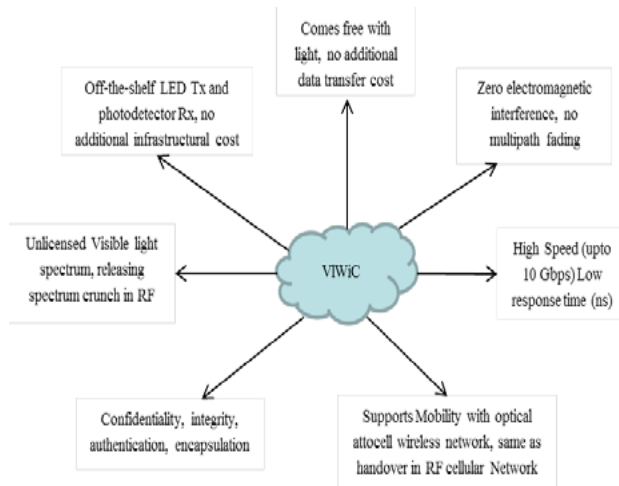 Comes free with
light, no additional
data transfer cost
Off-the-shelf LED Tx and
photodetector Rx, no
additional infrastructural cost
Zero electromagnetic
interference, no
multipath fading
Unlicensed Visible light
spectrum, releasing
spectrum crunch in RF
VlWiC
High Speed (upto
10 Gbps) Low
response time (ns)
Confidentiality, integrity,
authentication, encapsulation
Supports Mobility with optical
attocell wireless network, same as
handover in RF cellular Network